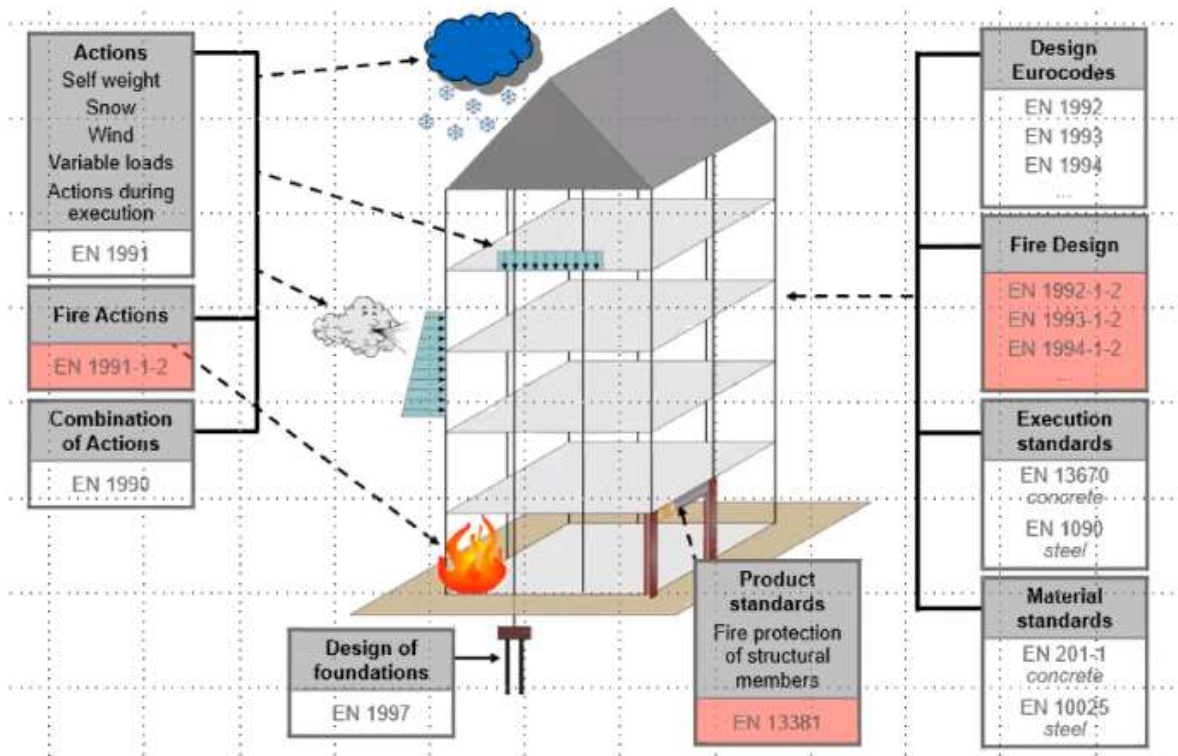 Actions
Self weight
Snow
Wind
Variable loads
Actions during
execution
EN 1991
Fire Actions
EN 1991-1-2
Combination
of Actions
EN 1990
Design of
foundations
EN 1997
Product
standards
Fire protection
of structural
members
EN 13381
Design
Eurocodes
EN 1992
EN 1993
EN 1994
...
Fire Design
EN 1992-1-2
EN 1993-1-2
EN 1994-1-2
...
Execution
standards
EN 13670
concrete
EN 1090
steel
Material
standards
EN 201-1
concrete
EN 10025
steel